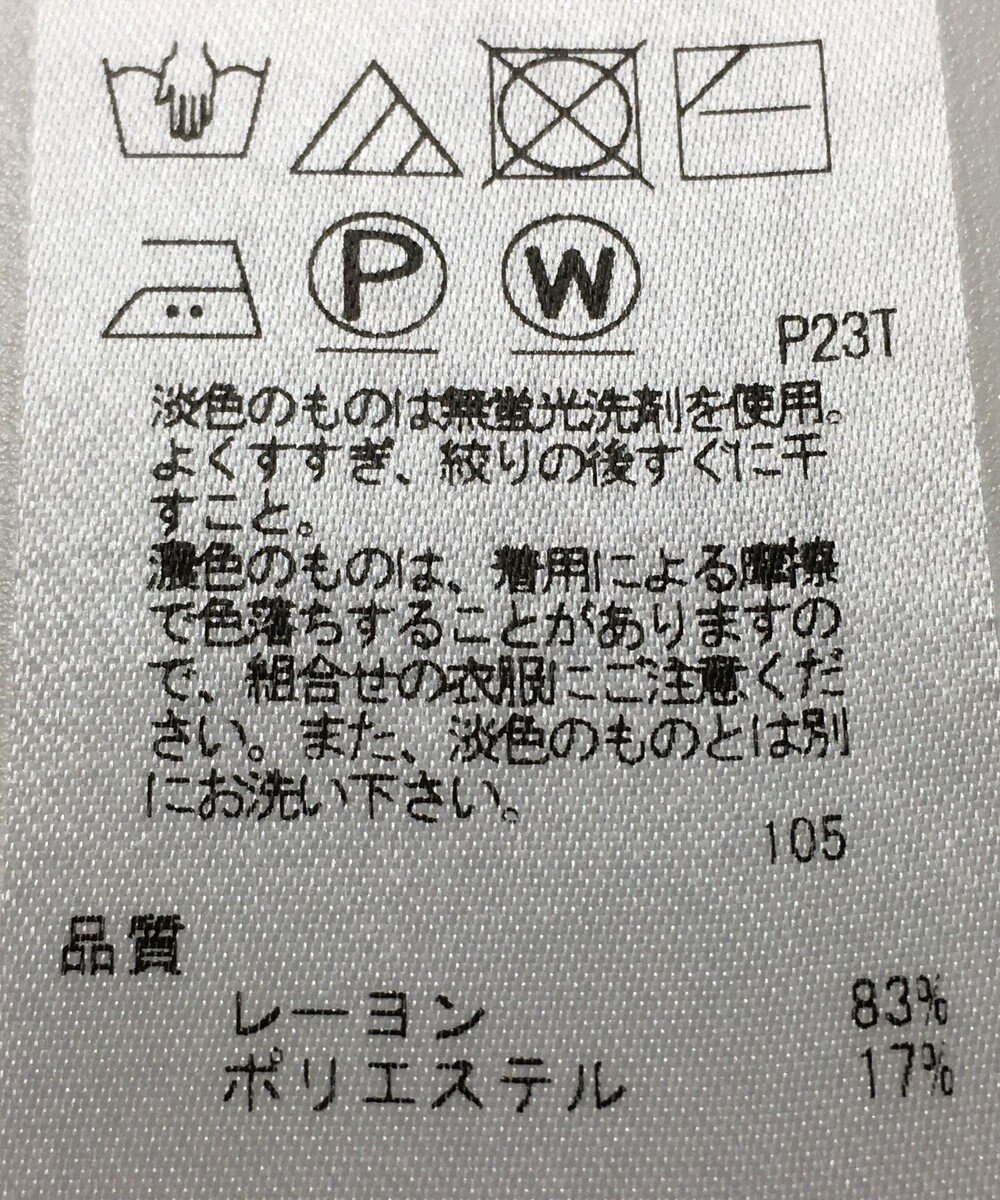 P
W
P23T
淡色のものは無蛍光洗剤を使用。
よくすすぎ、絞りの後すぐに干
すこと。
濃色のものは、着用による摩擦
で色落ちすることがありますの
で、組合せの衣服にご注意くだ
さい。また、淡色のものとは別
にお洗い下さい。
105
品質
レーヨン 83%
ポリエステル 17%